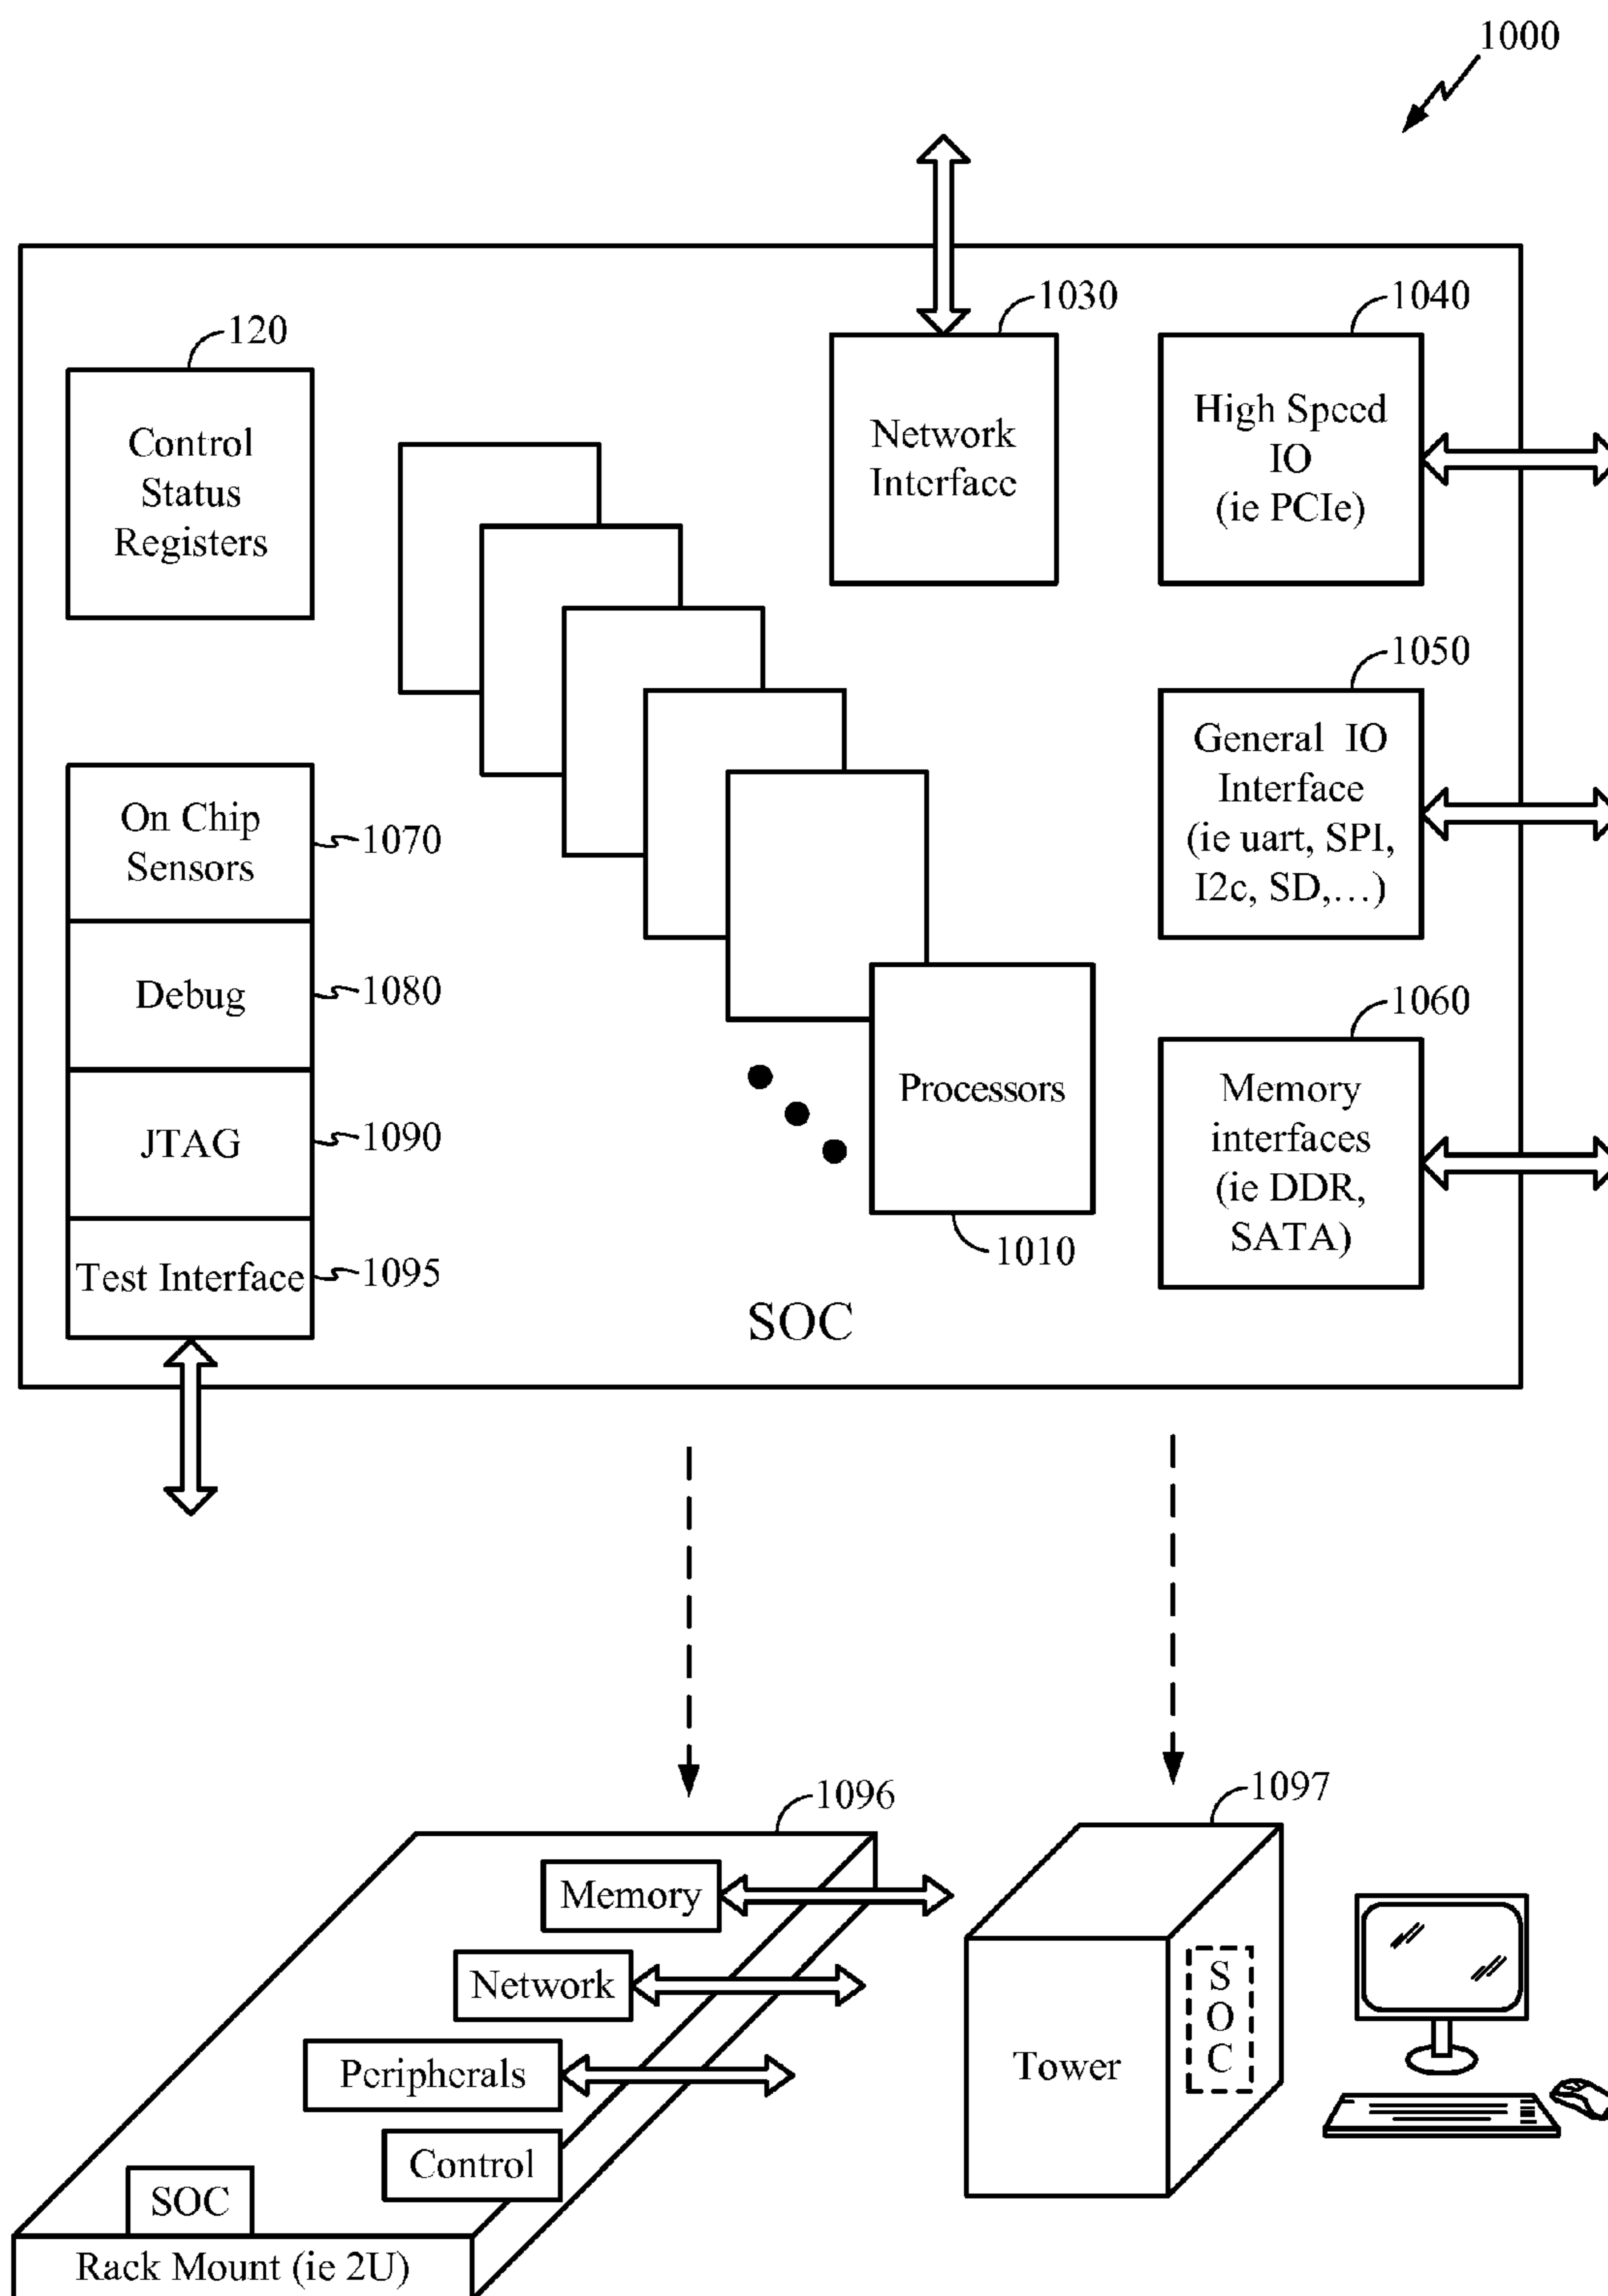 1000
1030
1040
120
Control
Status
Registers
Network
Interface
High Speed
IO
(ie PCIe)
1050
General IO
Interface
(ie uart, SPI,
I2c, SD,...)
On Chip
Sensors
1070
Debug
1080
JTAG
1090
Test Interface
1095
Processors
1010
1060
Memory
interfaces
(ie DDR,
SATA)
SOC
1096
Memory
Network
Peripherals
Control
SOC
Rack Mount (ie 2U)
1097
Tower
S
O
C